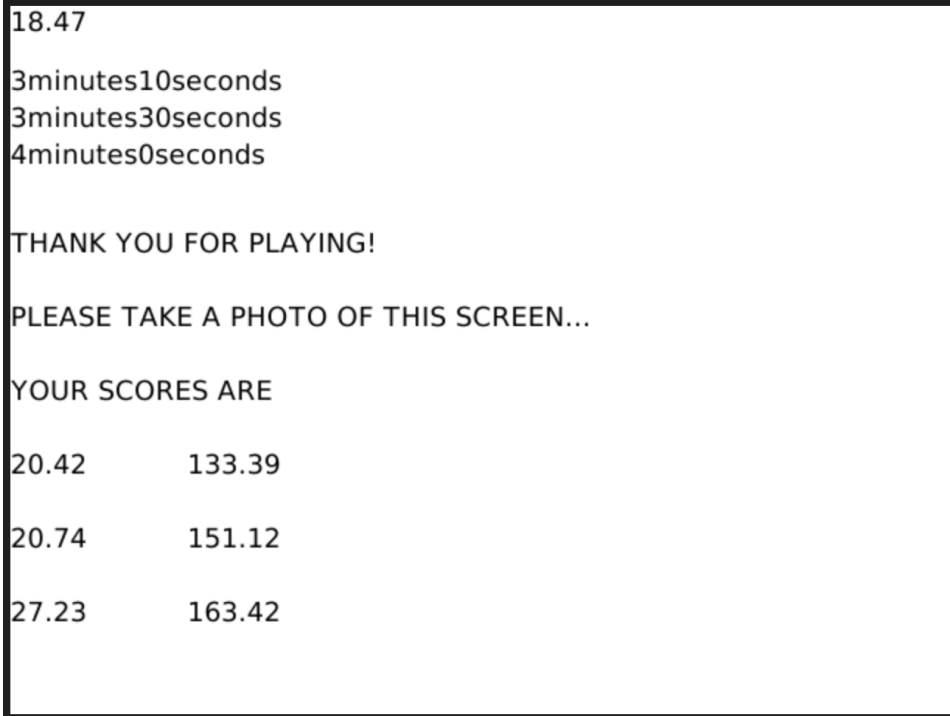 18.47
3minutes10seconds
3minutes30seconds
4minutes0seconds
THANK YOU FOR PLAYING!
PLEASE TAKE A PHOTO OF THIS SCREEN...
YOUR SCORES ARE
20.42 133.39
20.74 151.12
27.23 163.42